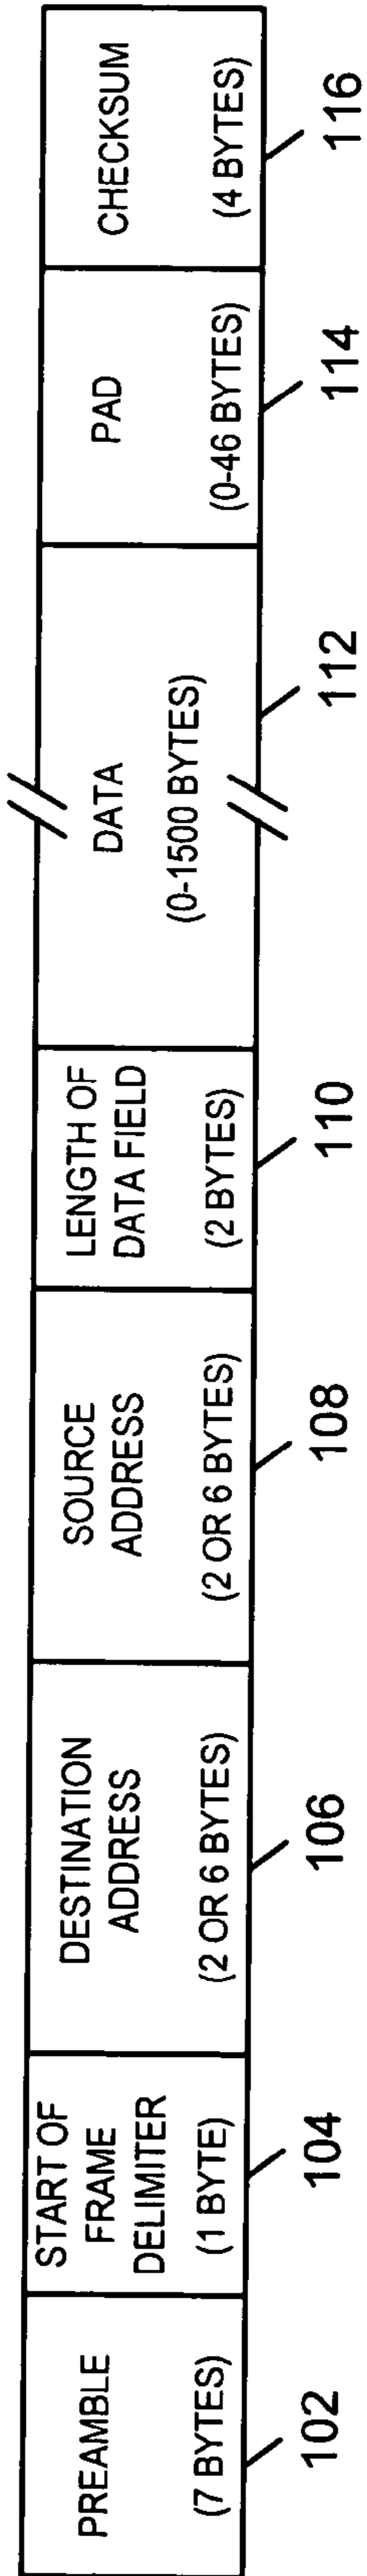 PREAMBLE
(7 BYTES)
102
START OF
FRAME
DELIMITER
(1 BYTE)
104
DESTINATION
ADDRESS
(2 OR 6 BYTES)
106
SOURCE
ADDRESS
(2 OR 6 BYTES)
108
LENGTH OF
DATA FIELD
(2 BYTES)
110
DATA
(0-1500 BYTES)
112
PAD
(0-46 BYTES)
114
CHECKSUM
(4 BYTES)
116